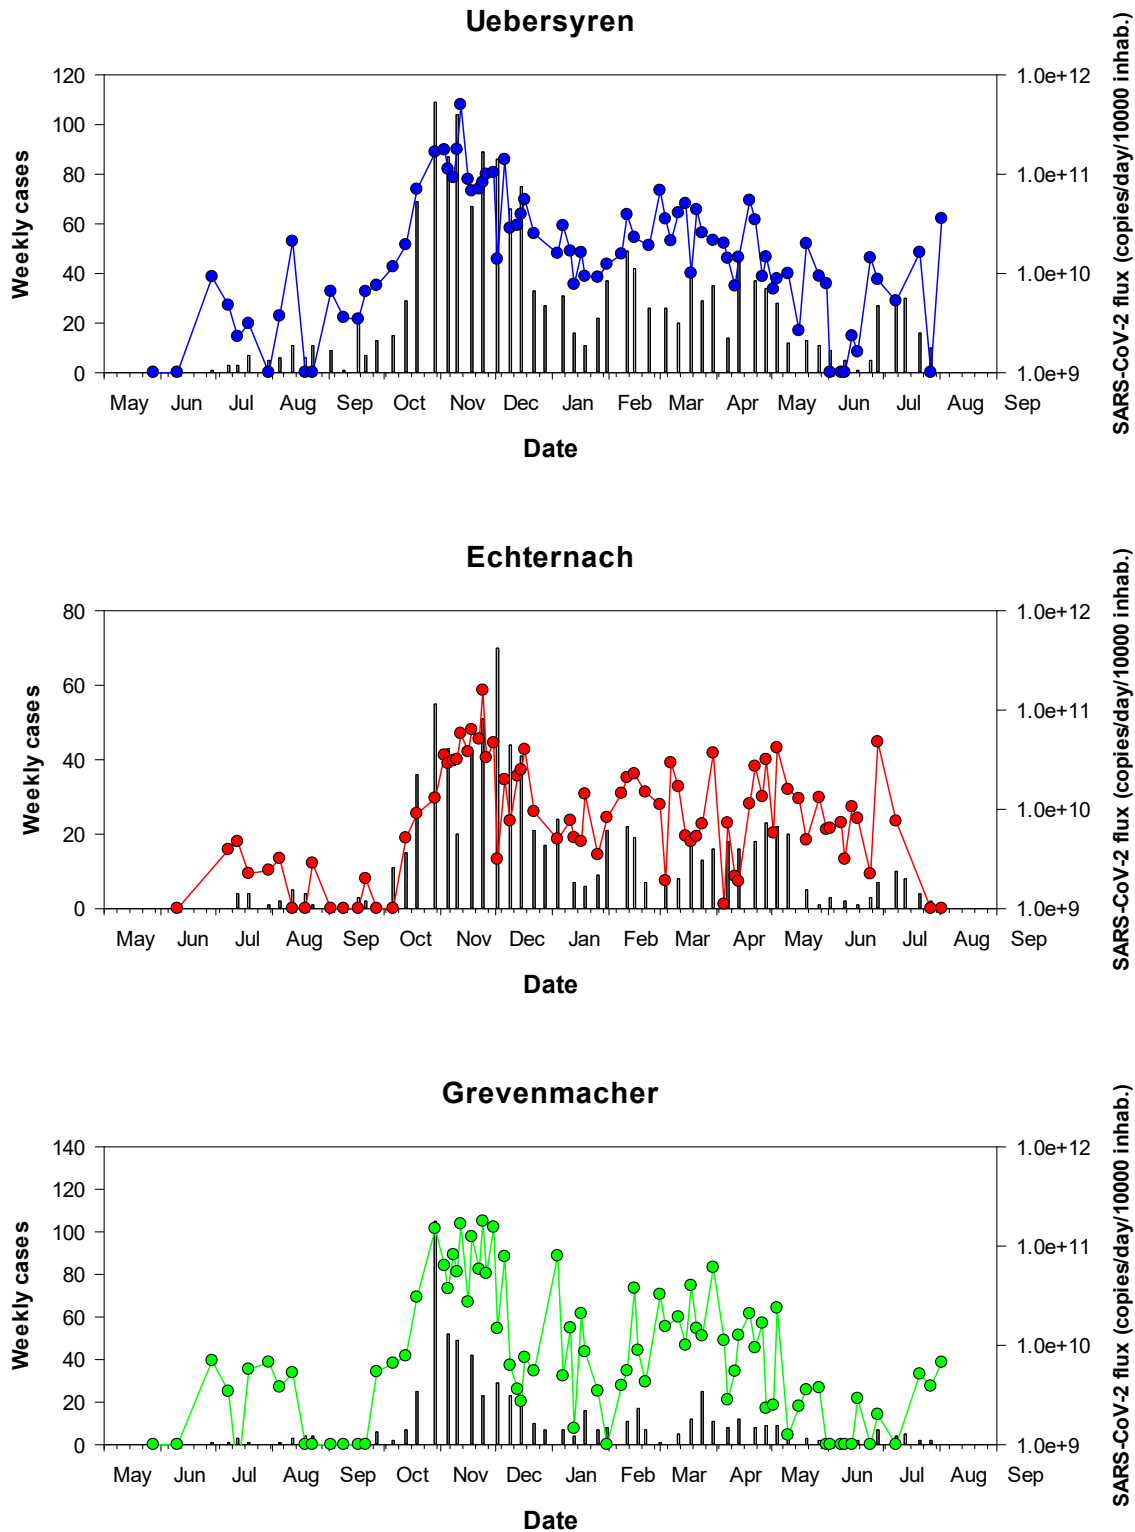 Uebersyren
120
100
80
60
40
20
0
Weekly cases
1.0e+12
1.0e+11
1.0e+10
1.0e+9
SARS-CoV-2 flux (copies/day/10000 inhab.)
May Jun Jul Aug Sep Oct Nov Dec Jan Feb Mar Apr May Jun Jul Aug Sep
Date
Echternach
80
60
40
20
0
Weekly cases
1.0e+12
1.0e+11
1.0e+10
1.0e+9
SARS-CoV-2 flux (copies/day/10000 inhab.)
May Jun Jul Aug Sep Oct Nov Dec Jan Feb Mar Apr May Jun Jul Aug Sep
Date
Grevenmacher
140
120
100
80
60
40
20
0
Weekly cases
1.0e+12
1.0e+11
1.0e+10
1.0e+9
SARS-CoV-2 flux (copies/day/10000 inhab.)
May Jun Jul Aug Sep Oct Nov Dec Jan Feb Mar Apr May Jun Jul Aug Sep
Date